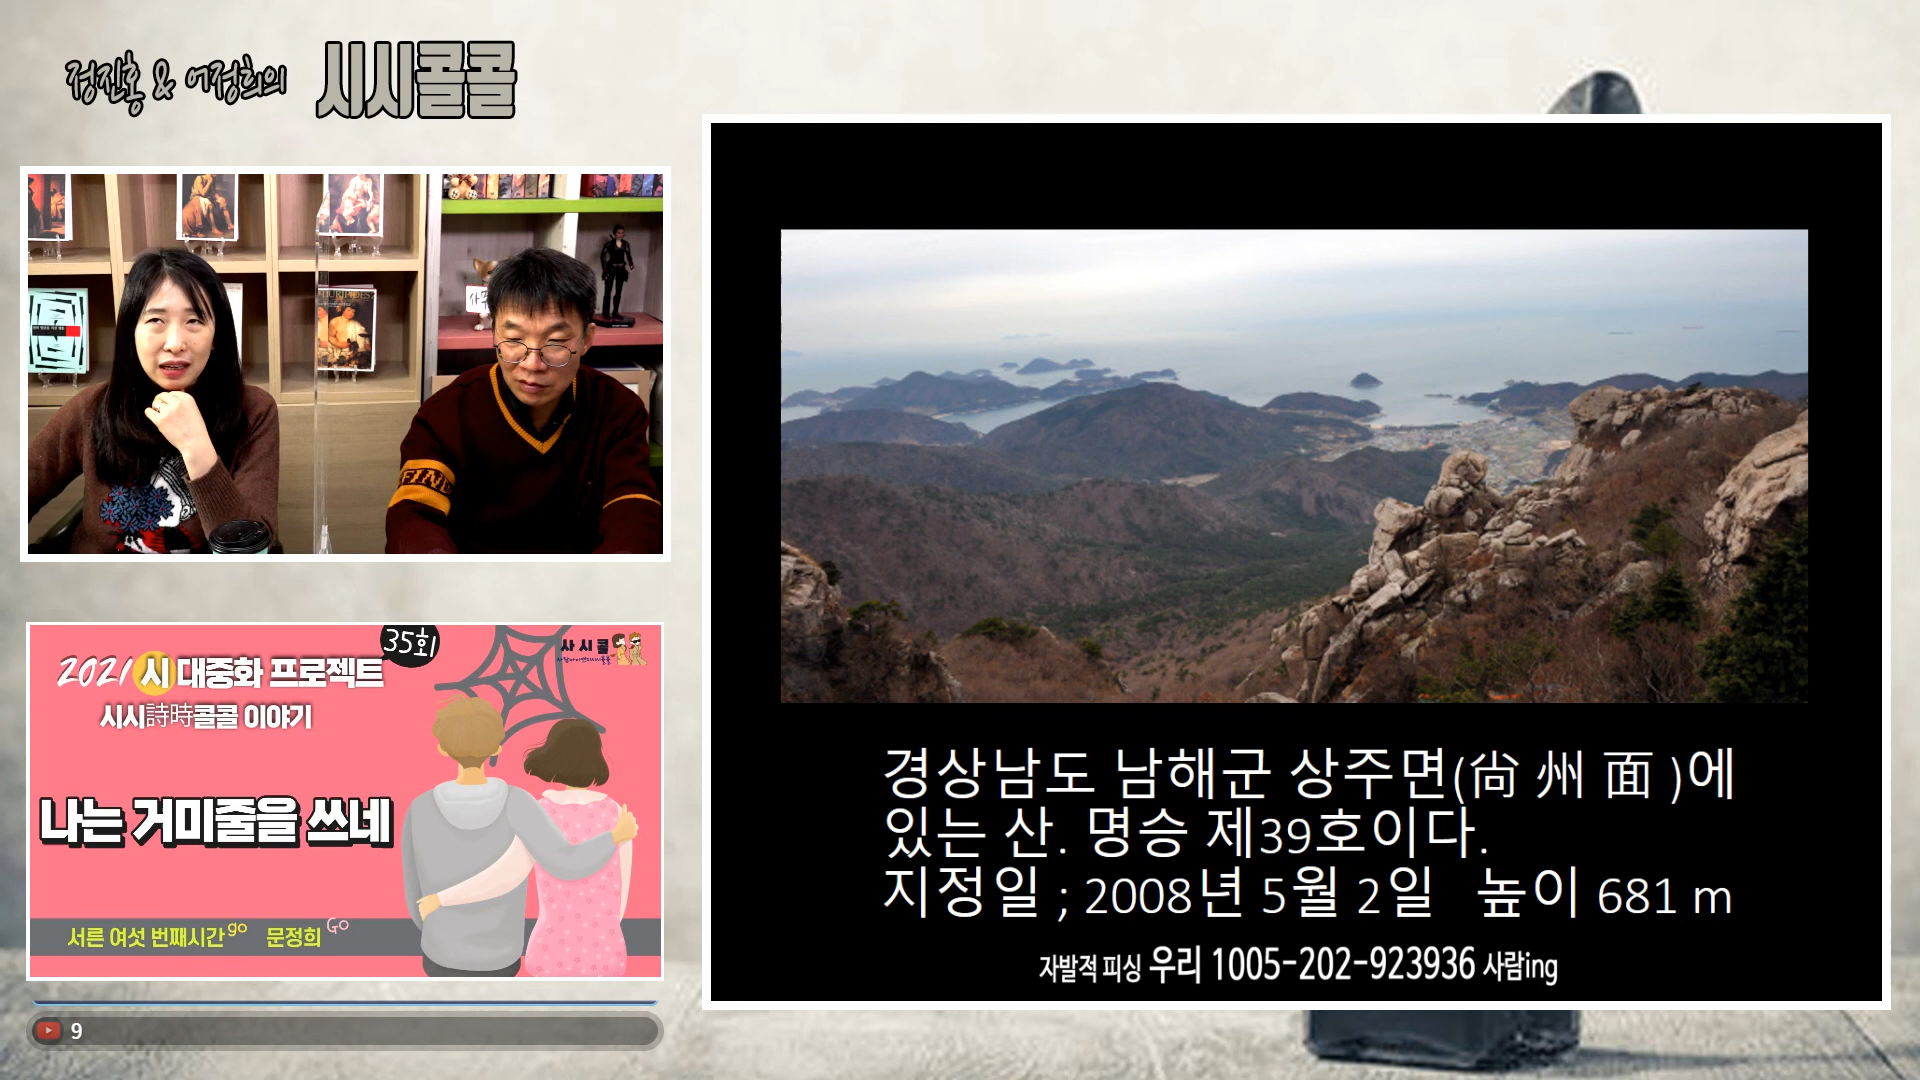 정진홍 & 어정희의 시시콜콜
2021 시 대중화 프로젝트
35회
사시콜
시시詩時콜콜 이야기
나는 거미줄을 쓰네
서른 여섯 번째시간 go 문정희 Go
9
경상남도 남해군 상주면(尙 州 面 )에
있는 산. 명승 제39호이다.
지정일 ; 2008년 5월 2일 높이 681 m
자발적 피싱 우리 1005-202-923936 사람ing